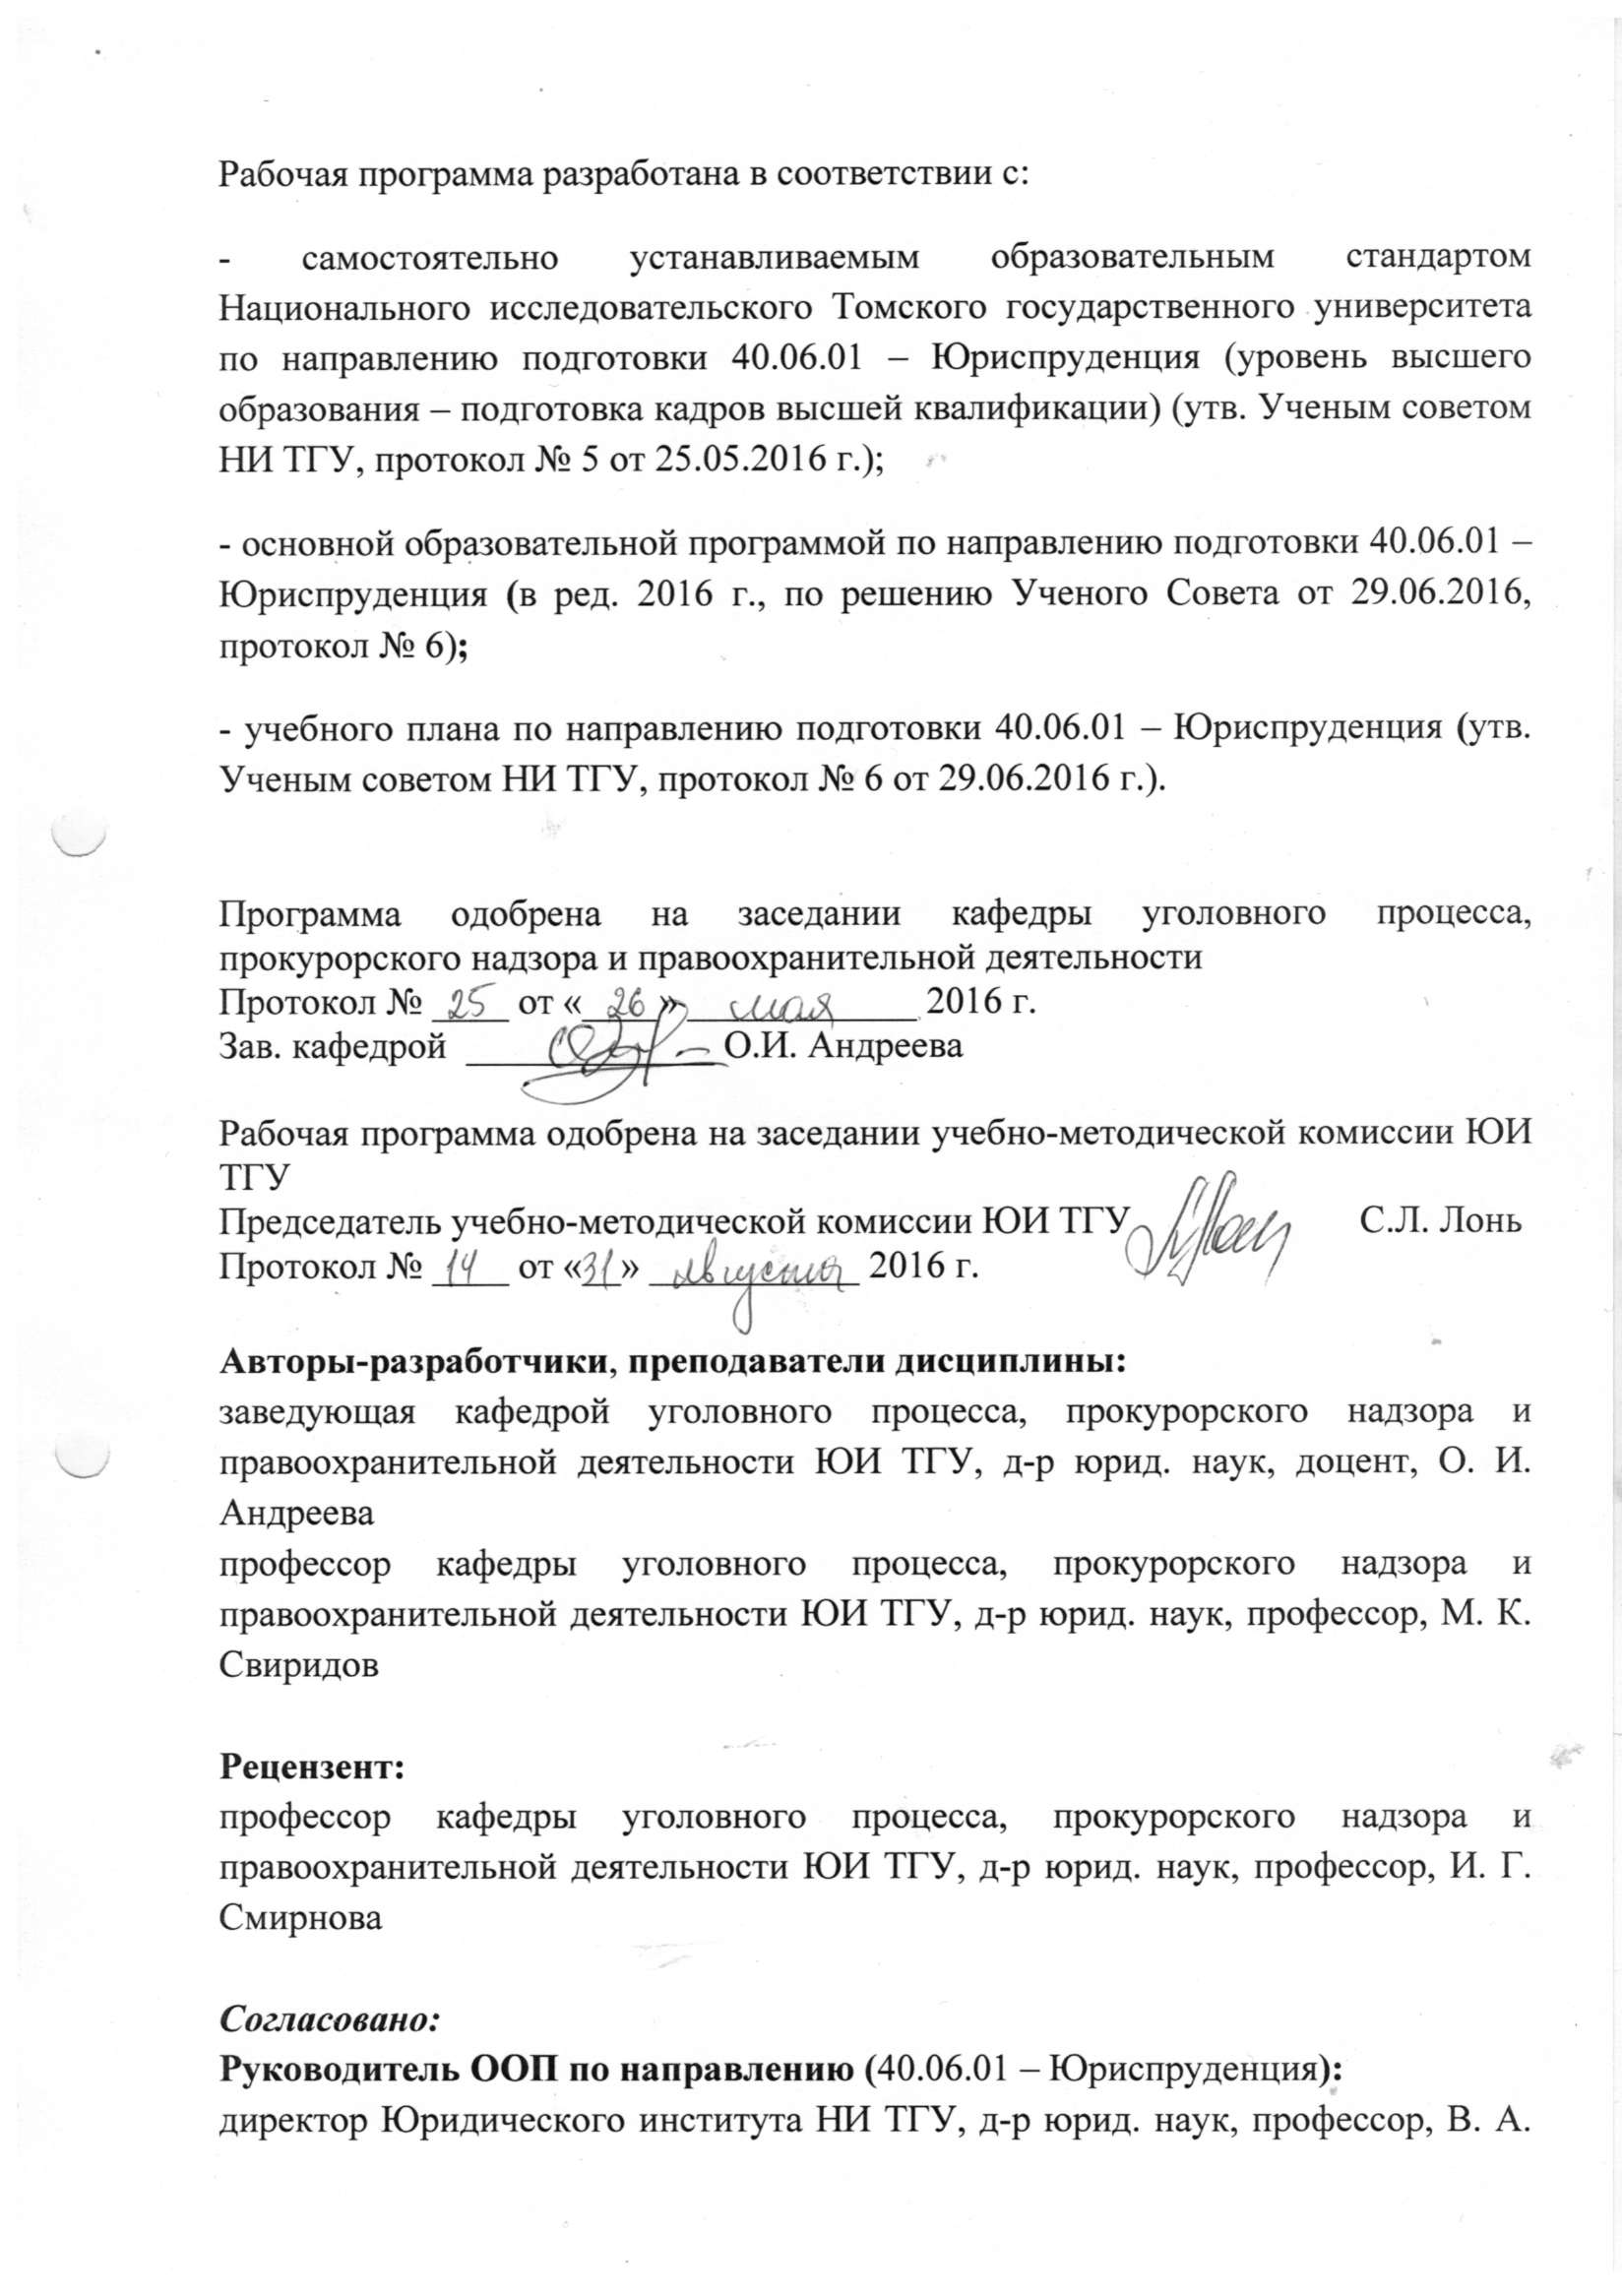 Рабочая программа разработана в соответствии с:
- самостоятельно устанавливаемым образовательным стандартом
Национального исследовательского Томского государственного университета
по направлению подготовки 40.06.01 – Юриспруденция (уровень высшего
образования – подготовка кадров высшей квалификации) (утв. Ученым советом
НИ ТГУ, протокол № 5 от 25.05.2016 г.);
- основной образовательной программой по направлению подготовки 40.06.01 –
Юриспруденция (в ред. 2016 г., по решению Ученого Совета от 29.06.2016,
протокол № 6);
- учебного плана по направлению подготовки 40.06.01 – Юриспруденция (утв.
Ученым советом НИ ТГУ, протокол № 6 от 29.06.2016 г.).
Программа одобрена на заседании кафедры уголовного процесса,
прокурорского надзора и правоохранительной деятельности
Протокол № 25 от «26» мая 2016 г.
Зав. кафедрой О.И. Андреева
Рабочая программа одобрена на заседании учебно-методической комиссии ЮИ
ТГУ
Председатель учебно-методической комиссии ЮИ ТГУ С.Л. Лонь
Протокол № 14 от «31» августа 2016 г.
Авторы-разработчики, преподаватели дисциплины:
заведующая кафедрой уголовного процесса, прокурорского надзора и
правоохранительной деятельности ЮИ ТГУ, д-р юрид. наук, доцент, О. И.
Андреева
профессор кафедры уголовного процесса, прокурорского надзора и
правоохранительной деятельности ЮИ ТГУ, д-р юрид. наук, профессор, М. К.
Свиридов
Рецензент:
профессор кафедры уголовного процесса, прокурорского надзора и
правоохранительной деятельности ЮИ ТГУ, д-р юрид. наук, профессор, И. Г.
Смирнова
Согласовано:
Руководитель ООП по направлению (40.06.01 – Юриспруденция):
директор Юридического института НИ ТГУ, д-р юрид. наук, профессор, В. А.